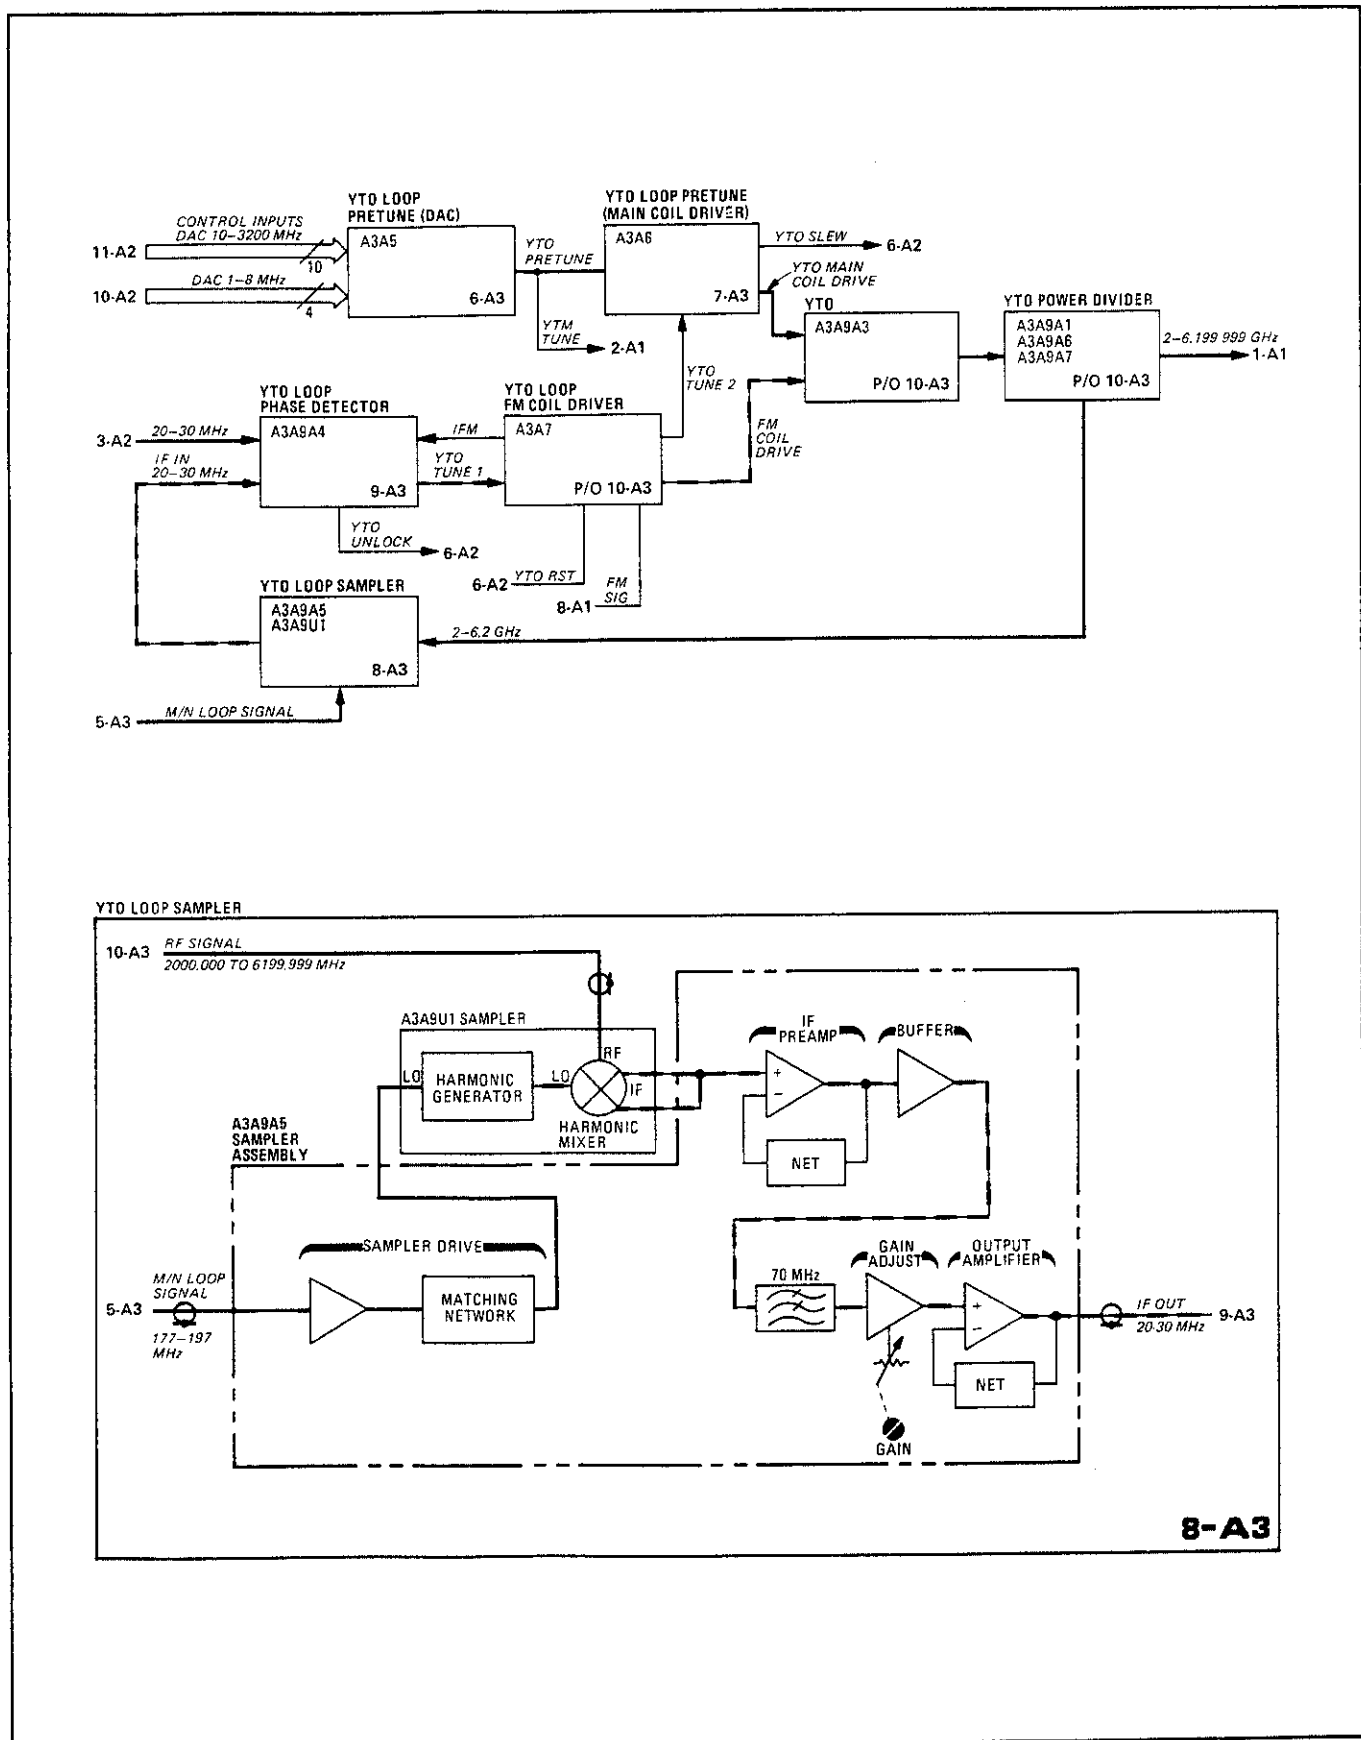 YTO LOOP
PRETUNE (DAC)
YTO LOOP PRETUNE
(MAIN COIL DRIVER)
CONTROL INPUTS
DAC 10–3200 MHz
11-A2
10
A3A5
YTO
PRETUNE
A3A6
YTO SLEW
6-A2
DAC 1–8 MHz
10-A2
4
6-A3
7-A3
YTO MAIN
COIL DRIVE
YTM
TUNE
2-A1
YTO
TUNE 2
YTO
A3A9A3
P/O 10-A3
YTO POWER DIVIDER
A3A9A1
A3A9A6
A3A9A7
P/O 10-A3
2–6.199 999 GHz
1-A1
YTO LOOP
PHASE DETECTOR
YTO LOOP
FM COIL DRIVER
3-A2
20–30 MHz
A3A9A4
IFM
A3A7
IF IN
20–30 MHz
YTO
TUNE 1
9-A3
P/O 10-A3
FM
COIL
DRIVE
YTO
UNLOCK
6-A2
6-A2
YTO RST
8-A1
FM
SIG
YTO LOOP SAMPLER
A3A9A5
A3A9U1
8-A3
2–6.2 GHz
5-A3
M/N LOOP SIGNAL
YTO LOOP SAMPLER
10-A3
RF SIGNAL
2000.000 TO 6199.999 MHz
A3A9U1 SAMPLER
LO
HARMONIC
GENERATOR
LO
RF
IF
HARMONIC
MIXER
IF
PREAMP
BUFFER
+
−
NET
A3A9A5
SAMPLER
ASSEMBLY
SAMPLER DRIVE
M/N LOOP
SIGNAL
5-A3
177–197
MHz
MATCHING
NETWORK
70 MHz
GAIN
ADJUST
OUTPUT
AMPLIFIER
+
−
NET
GAIN
IF OUT
20-30 MHz
9-A3
8-A3